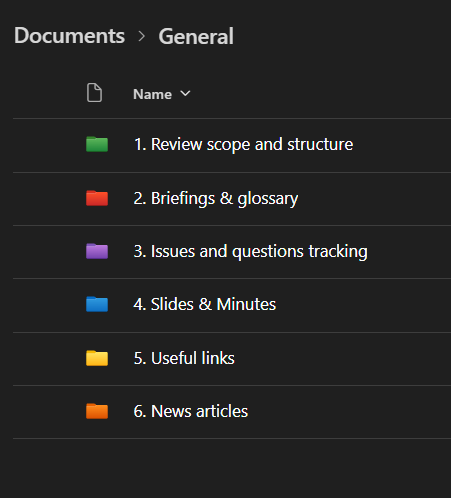 Documents > General
Name
1. Review scope and structure
2. Briefings & glossary
3. Issues and questions tracking
4. Slides & Minutes
5. Useful links
6. News articles